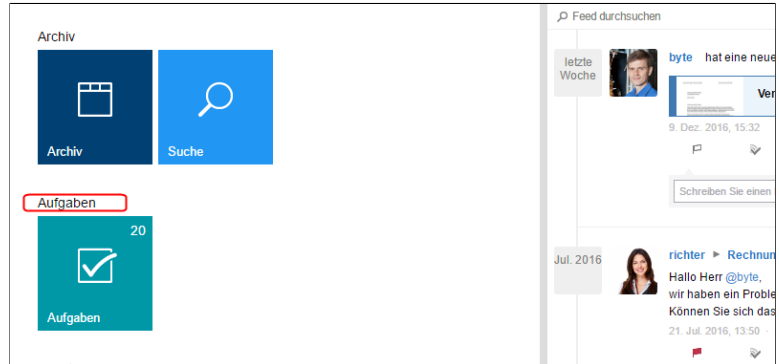 Archiv
Archiv
Suche
Aufgaben
20
Aufgaben
Feed durchsuchen
letzte
Woche
byte hat eine neue
Ver
9. Dez. 2016, 15:32
Schreiben Sie einen
Jul. 2016
richter ► Rechnun
Hallo Herr @byte,
wir haben ein Proble
Können Sie sich das
21. Jul. 2016, 13:50 ·